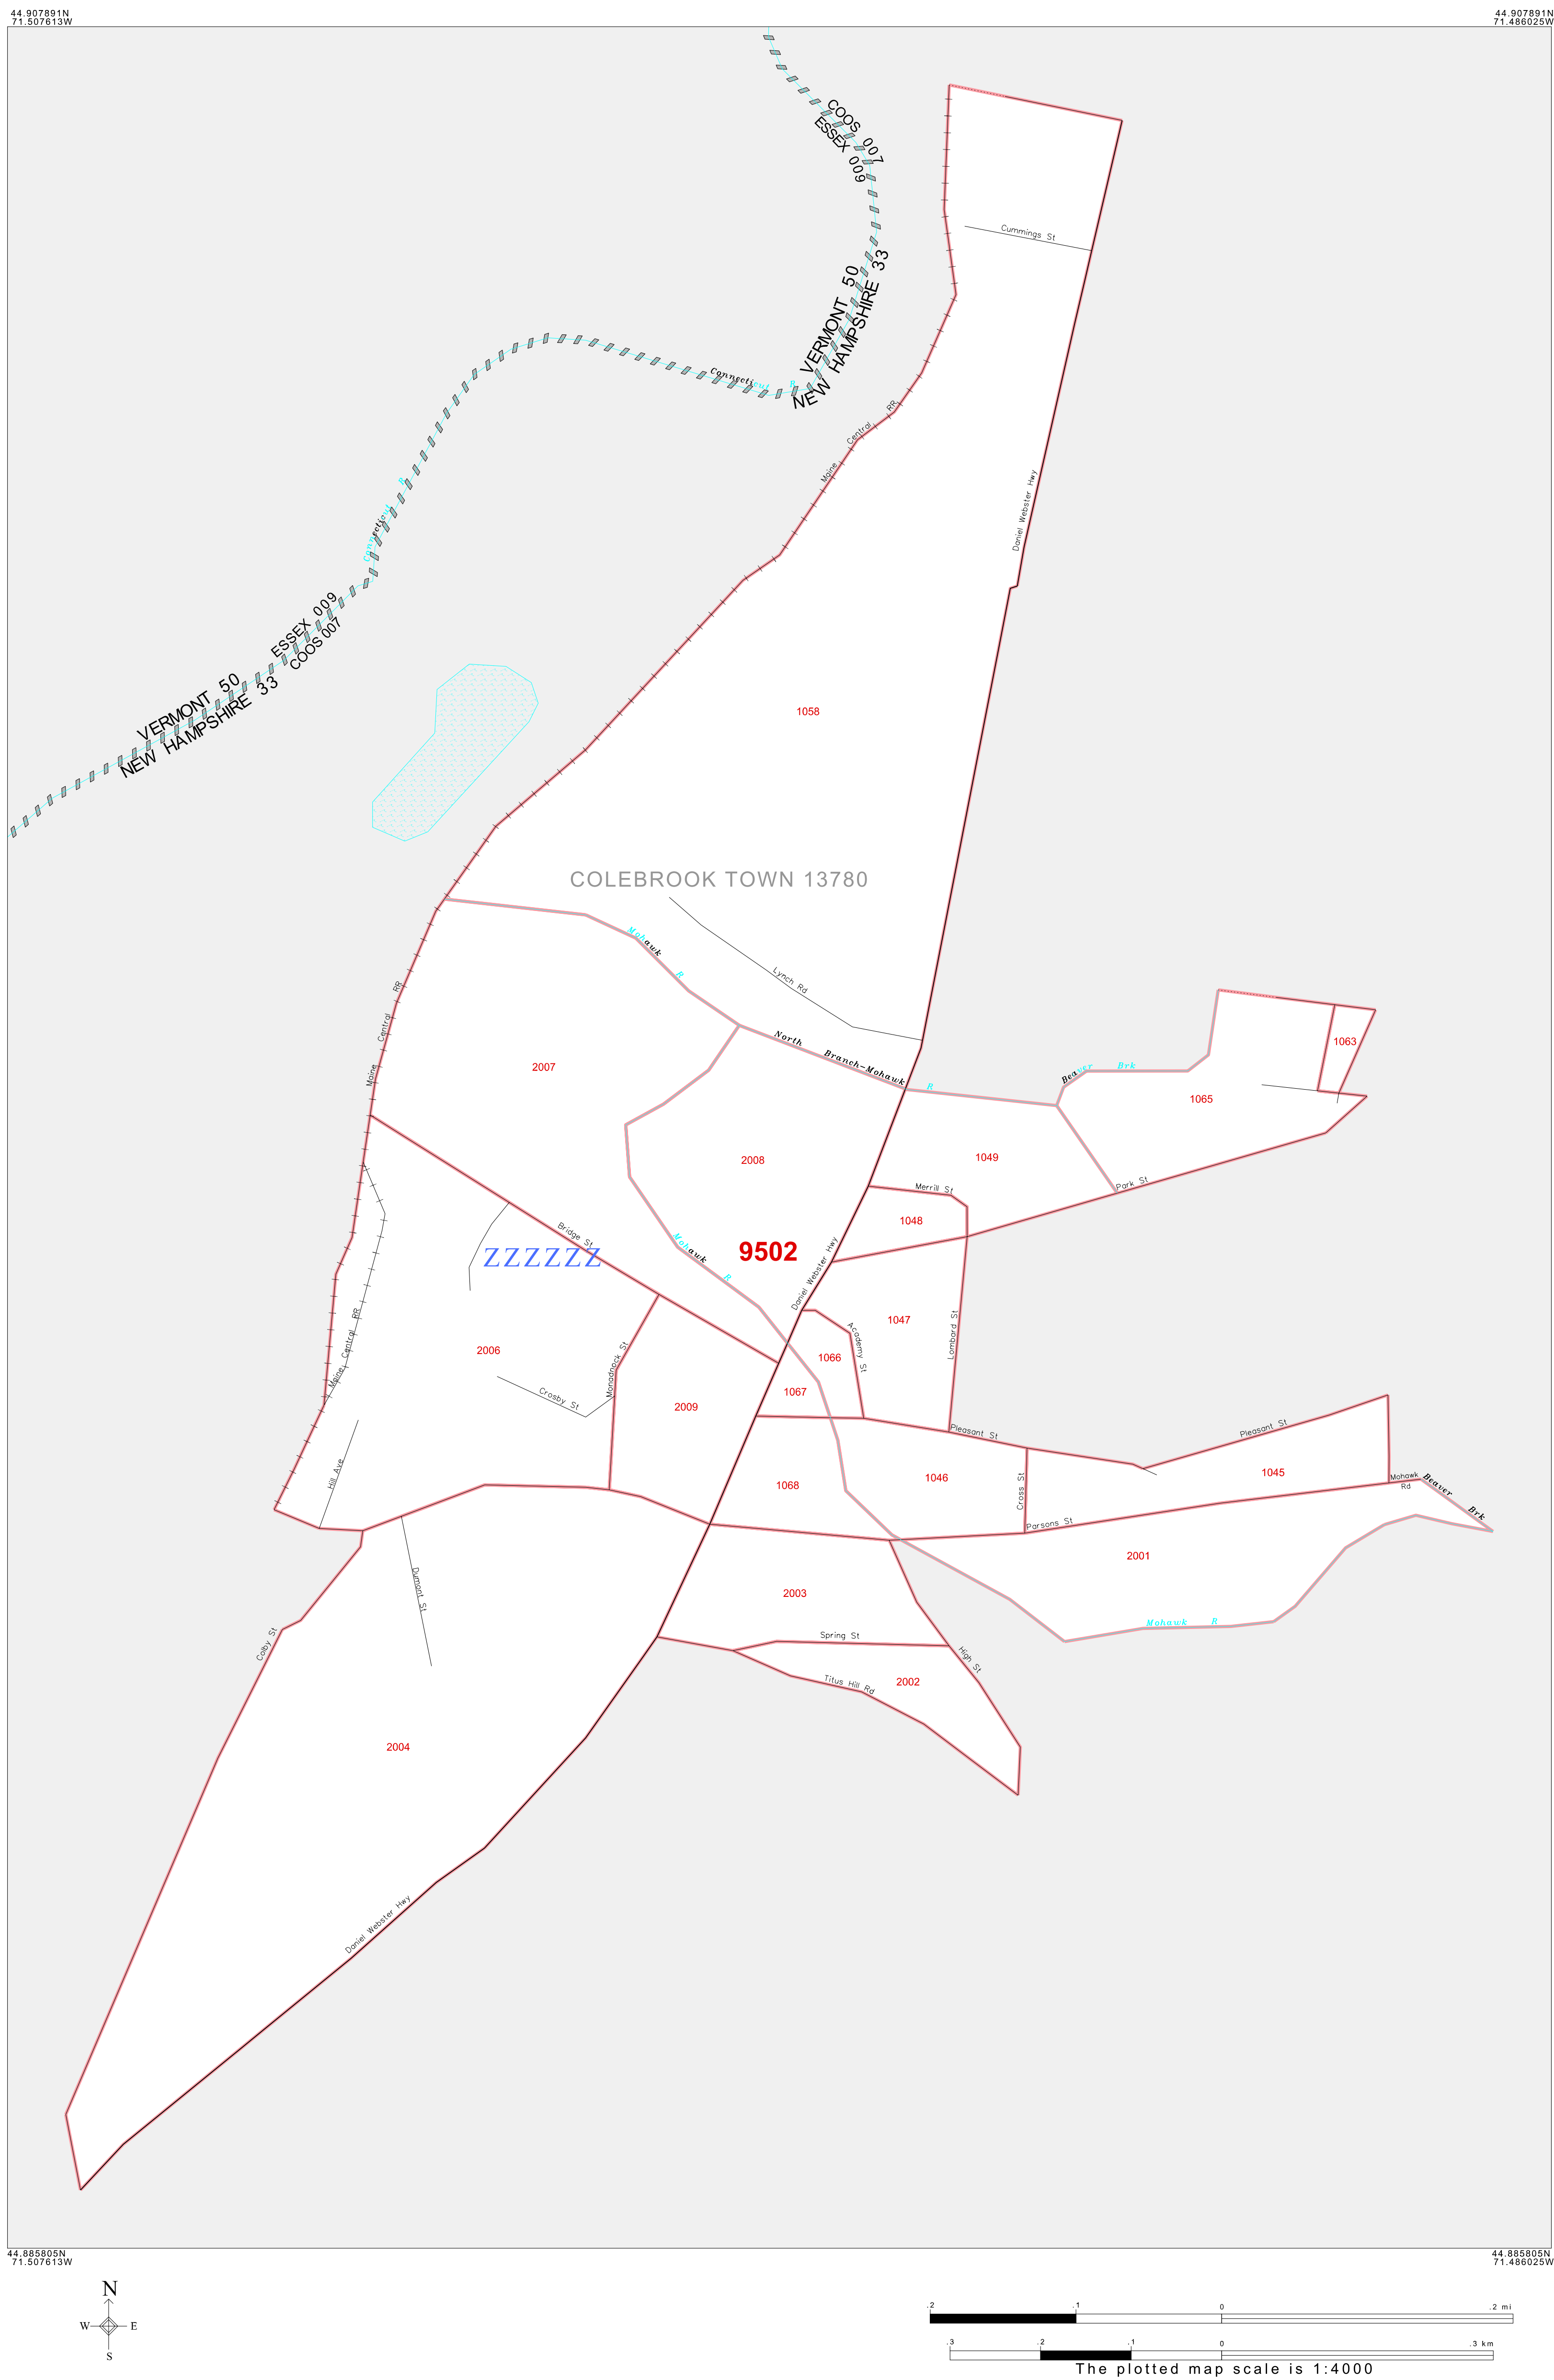 44.907891N
71.507613W
44.907891N
71.486025W
COOS 007
ESSEX 009
Cummings St
VERMONT 50
NEW HAMPSHIRE 33
Connecticut R
Maine Central RR
Daniel Webster Hwy
Connecticut R
ESSEX 009
COOS 007
VERMONT 50
NEW HAMPSHIRE 33
1058
COLEBROOK TOWN 13780
Mohawk R
Lynch Rd
Maine Central RR
North Branch-Mohawk R
Beaver Brk
1063
2007
1065
2008
1049
Park St
Merrill St
1048
Bridge St
ZZZZZZ
Mohawk R
9502
Daniel Webster Hwy
Maine Central RR
2006
Monadnock St
1047
Academy St
Lombard St
1066
1067
Crosby St
2009
Pleasant St
Pleasant St
Hill Ave
1068
1046
Cross St
1045
Mohawk Rd
Beaver Brk
Parsons St
2001
Dumont St
2003
Mohawk R
Colby St
Spring St
High St
Titus Hill Rd
2002
2004
Daniel Webster Hwy
44.885805N
71.507613W
44.885805N
71.486025W
N
W E
S
.2 .1 0 .2 mi
.3 .2 .1 0 .3 km
The plotted map scale is 1:4000